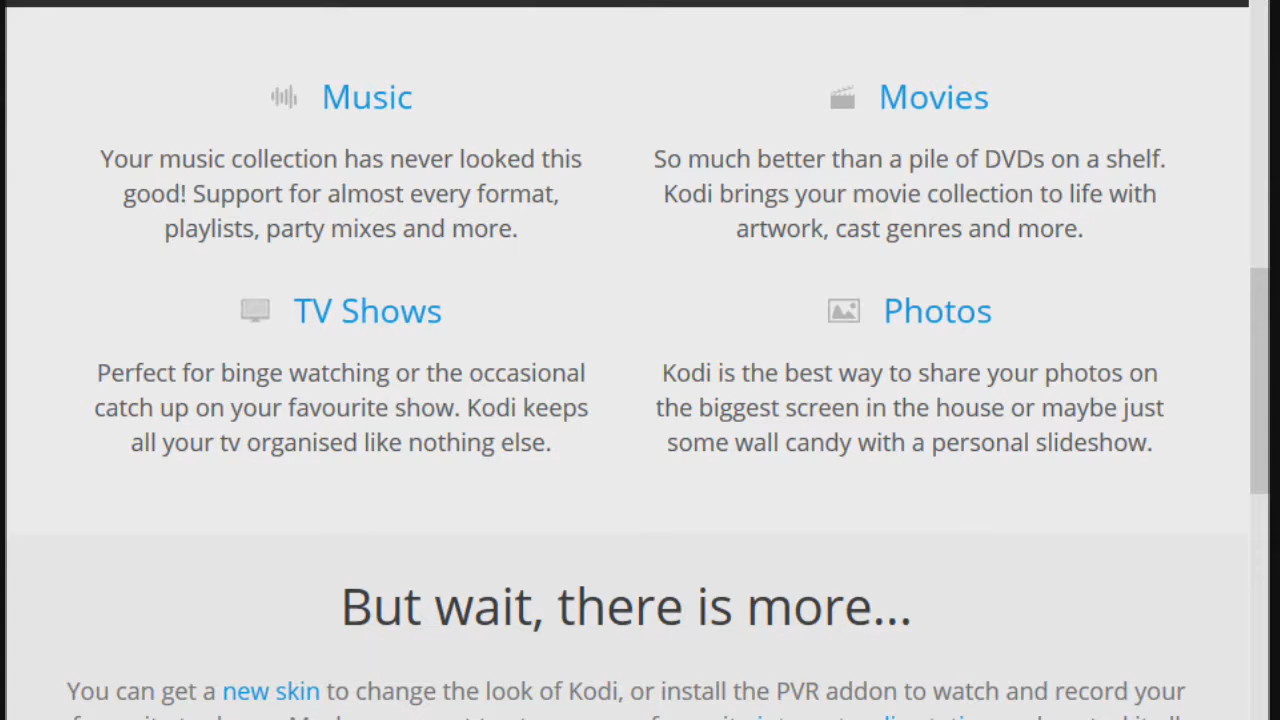 Music
Your music collection has never looked this
good! Support for almost every format,
playlists, party mixes and more.
Movies
So much better than a pile of DVDs on a shelf.
Kodi brings your movie collection to life with
artwork, cast genres and more.
TV Shows
Perfect for binge watching or the occasional
catch up on your favourite show. Kodi keeps
all your tv organised like nothing else.
Photos
Kodi is the best way to share your photos on
the biggest screen in the house or maybe just
some wall candy with a personal slideshow.
But wait, there is more...
You can get a new skin to change the look of Kodi, or install the PVR addon to watch and record your